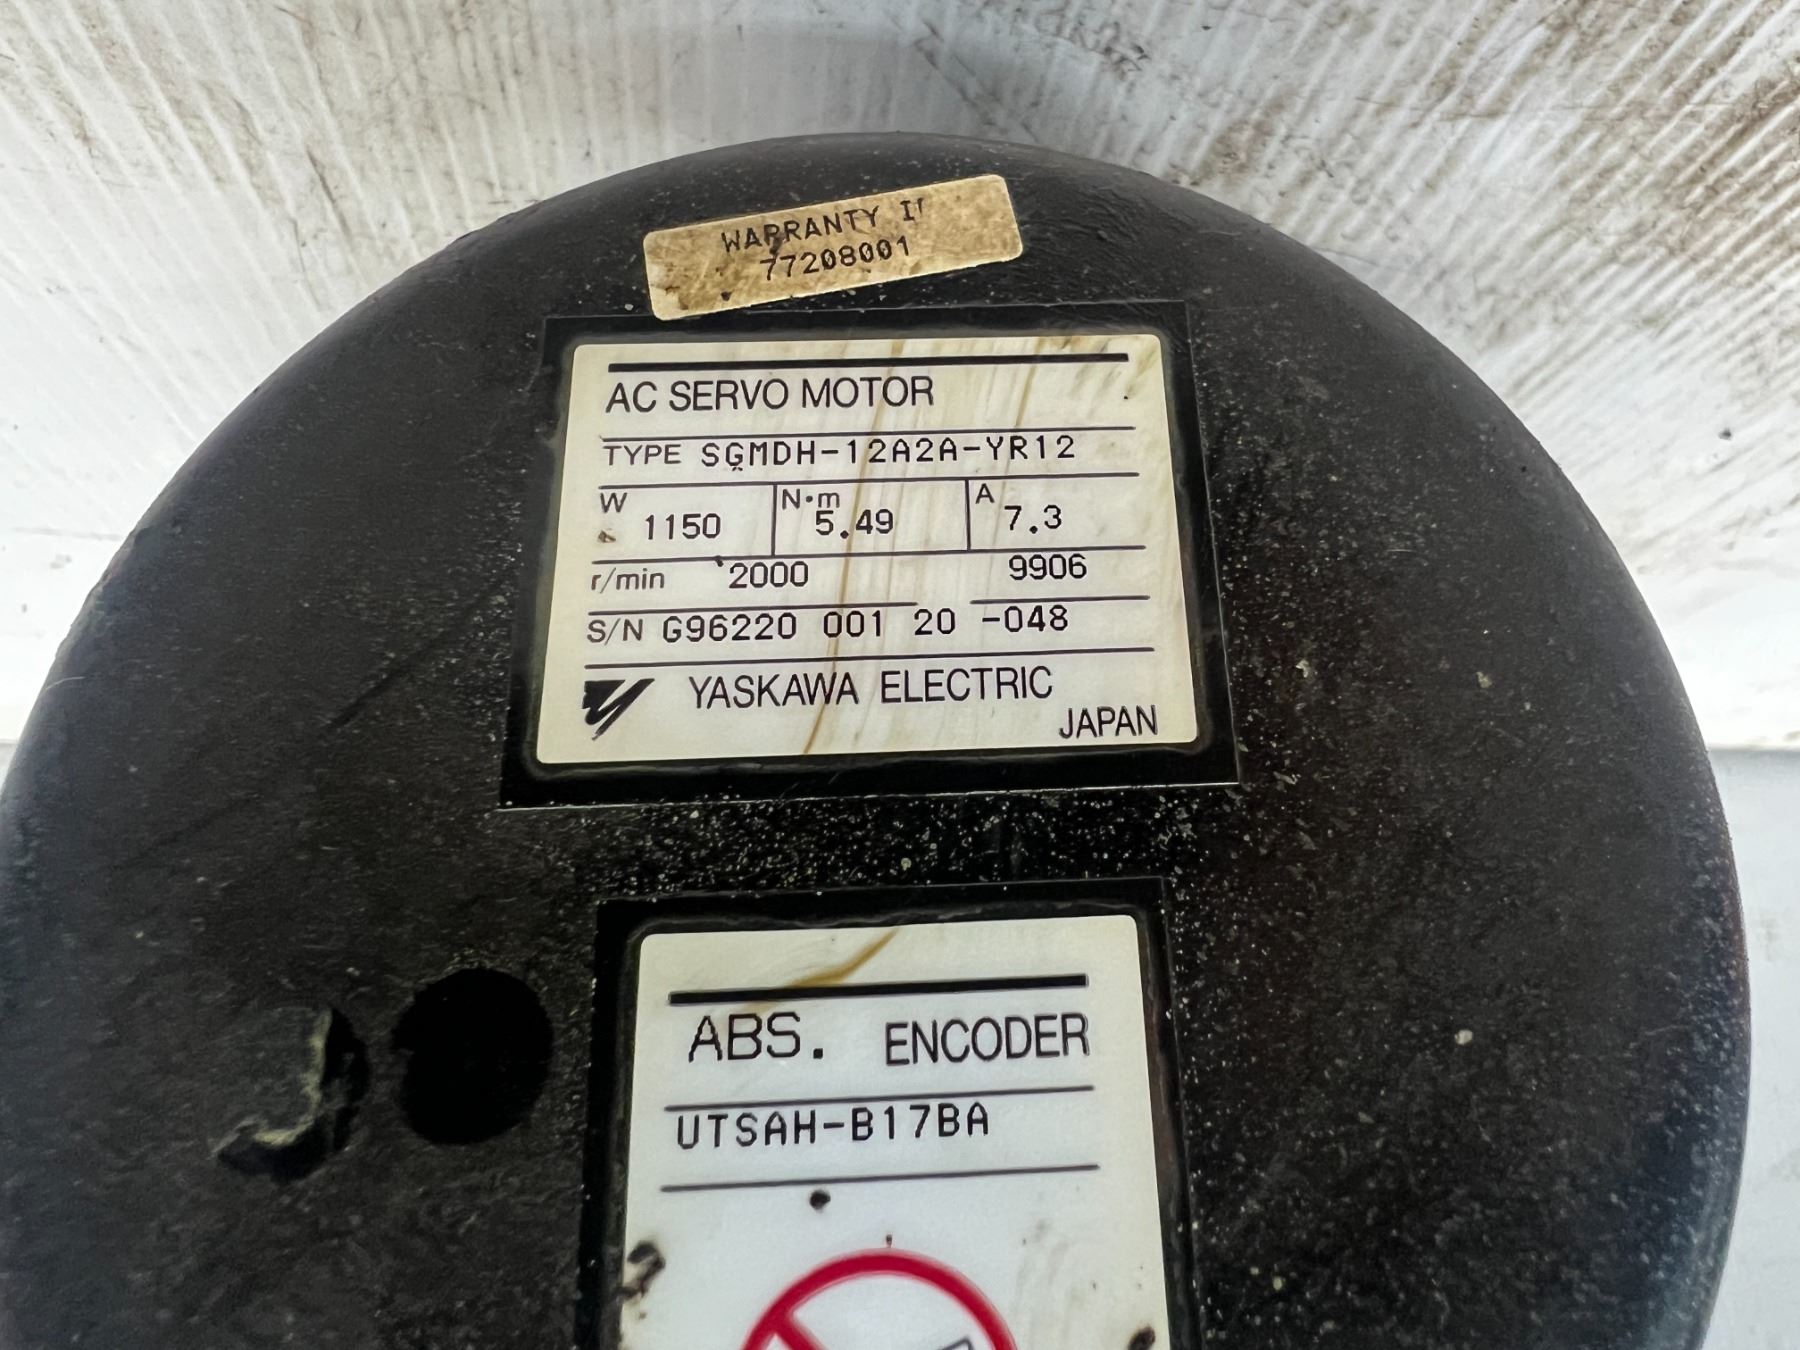 WARRANTY
77208001
AC SERVO MOTOR
TYPE SGMDH-12A2A-YR12
W 1150 N·m 5.49 A 7.3
r/min 2000 9906
S/N G96220 001 20 -048
YASKAWA ELECTRIC
JAPAN
ABS. ENCODER
UTSAH-B17BA